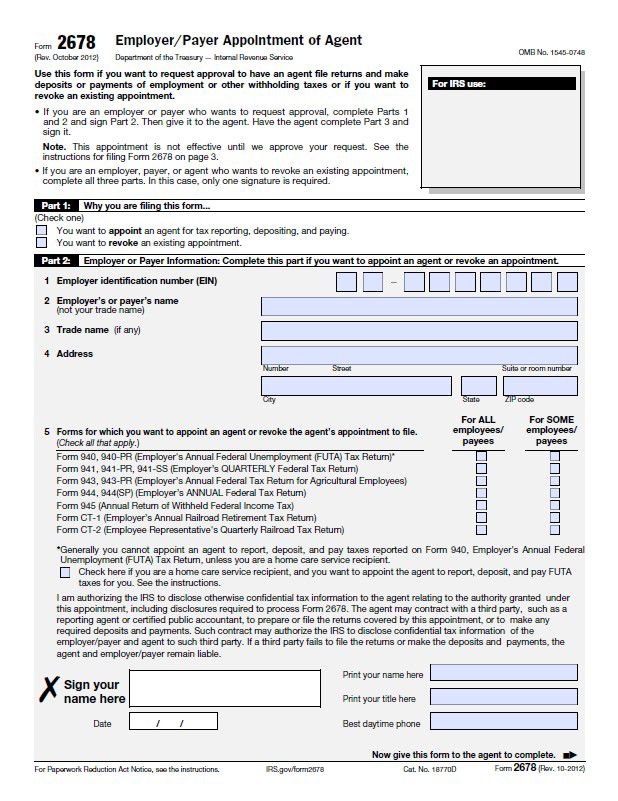 Form 2678
(Rev. October 2012)
Employer/Payer Appointment of Agent
Department of the Treasury — Internal Revenue Service
OMB No. 1545-0748
Use this form if you want to request approval to have an agent file returns and make
deposits or payments of employment or other withholding taxes or if you want to
revoke an existing appointment.
• If you are an employer or payer who wants to request approval, complete Parts 1
and 2 and sign Part 2. Then give it to the agent. Have the agent complete Part 3 and
sign it.
Note. This appointment is not effective until we approve your request. See the
instructions for filing Form 2678 on page 3.
• If you are an employer, payer, or agent who wants to revoke an existing appointment,
complete all three parts. In this case, only one signature is required.
For IRS use:
Part 1: Why you are filing this form...
(Check one)
You want to appoint an agent for tax reporting, depositing, and paying.
You want to revoke an existing appointment.
Part 2: Employer or Payer Information: Complete this part if you want to appoint an agent or revoke an appointment.
1 Employer identification number (EIN)
–
2 Employer's or payer's name
(not your trade name)
3 Trade name (if any)
4 Address
Number Street Suite or room number
City State ZIP code
5 Forms for which you want to appoint an agent or revoke the agent's appointment to file.
(Check all that apply.)
For ALL
employees/
payees
For SOME
employees/
payees
Form 940, 940-PR (Employer's Annual Federal Unemployment (FUTA) Tax Return)*
Form 941, 941-PR, 941-SS (Employer's QUARTERLY Federal Tax Return)
Form 943, 943-PR (Employer's Annual Federal Tax Return for Agricultural Employees)
Form 944, 944(SP) (Employer's ANNUAL Federal Tax Return)
Form 945 (Annual Return of Withheld Federal Income Tax)
Form CT-1 (Employer's Annual Railroad Retirement Tax Return)
Form CT-2 (Employee Representative's Quarterly Railroad Tax Return)
*Generally you cannot appoint an agent to report, deposit, and pay taxes reported on Form 940, Employer's Annual Federal
Unemployment (FUTA) Tax Return, unless you are a home care service recipient.
Check here if you are a home care service recipient, and you want to appoint the agent to report, deposit, and pay FUTA
taxes for you. See the instructions.
I am authorizing the IRS to disclose otherwise confidential tax information to the agent relating to the authority granted under
this appointment, including disclosures required to process Form 2678. The agent may contract with a third party, such as a
reporting agent or certified public accountant, to prepare or file the returns covered by this appointment, or to make any
required deposits and payments. Such contract may authorize the IRS to disclose confidential tax information of the
employer/payer and agent to such third party. If a third party fails to file the returns or make the deposits and payments, the
agent and employer/payer remain liable.
✗ Sign your
name here
Date / /
Print your name here
Print your title here
Best daytime phone
Now give this form to the agent to complete.
For Paperwork Reduction Act Notice, see the instructions. IRS.gov/form2678 Cat. No. 18770D Form 2678 (Rev. 10-2012)